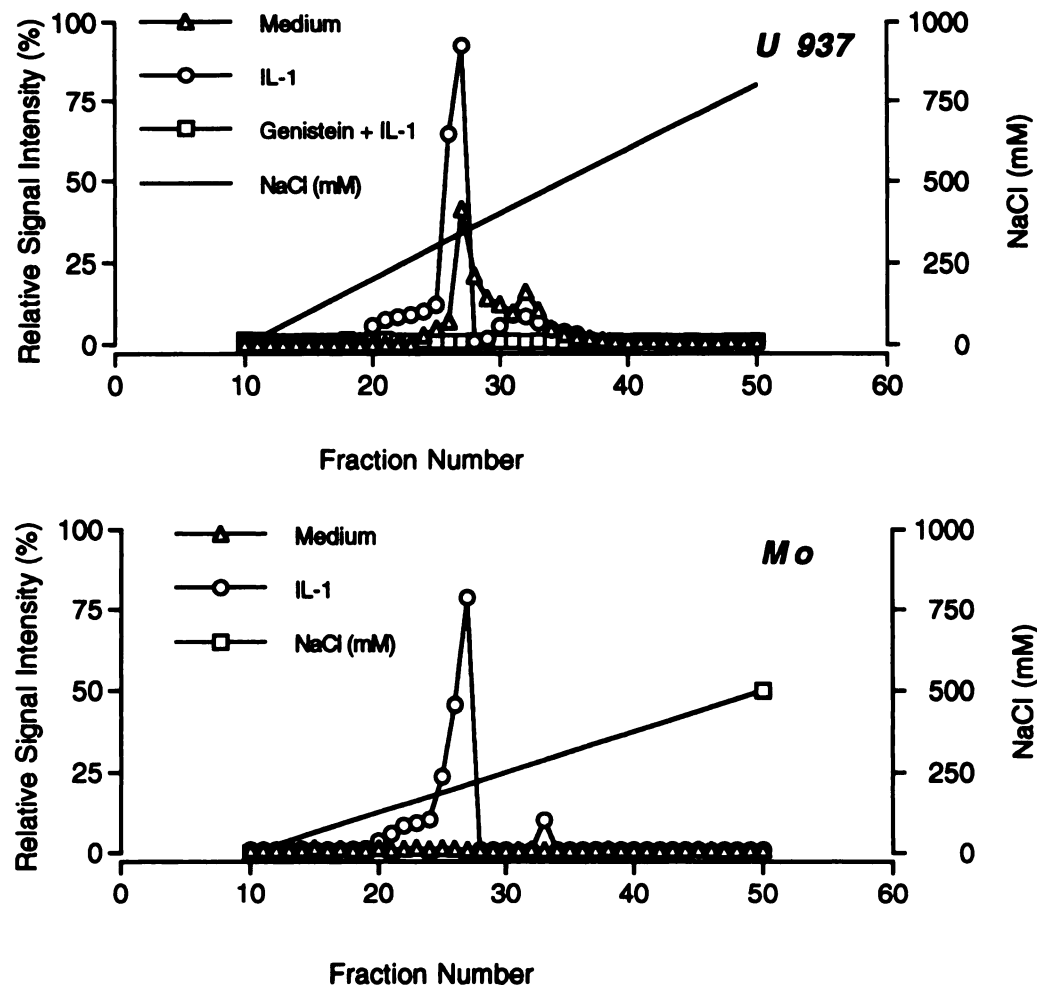 Relative Signal Intensity (%)
100
75
50
25
0
Medium
IL-1
Genistein + IL-1
NaCl (mM)
U 937
1000
750
500
250
0
NaCl (mM)
0 10 20 30 40 50 60
Fraction Number
Relative Signal Intensity (%)
100
75
50
25
0
Medium
IL-1
NaCl (mM)
Mo
1000
750
500
250
0
NaCl (mM)
0 10 20 30 40 50 60
Fraction Number